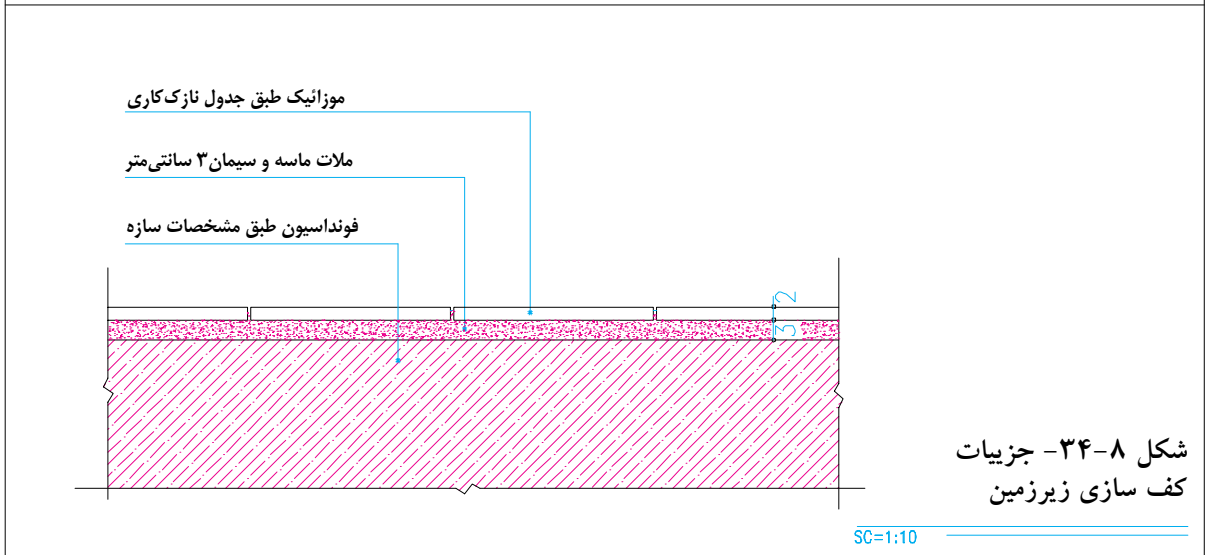 موزائیک طبق جدول نازک‌کاری
ملات ماسه و سیمان۳ سانتی‌متر
فونداسیون طبق مشخصات سازه
2
3
شکل ۸-۳۴- جزییات
کف سازی زیرزمین
SC=1:10